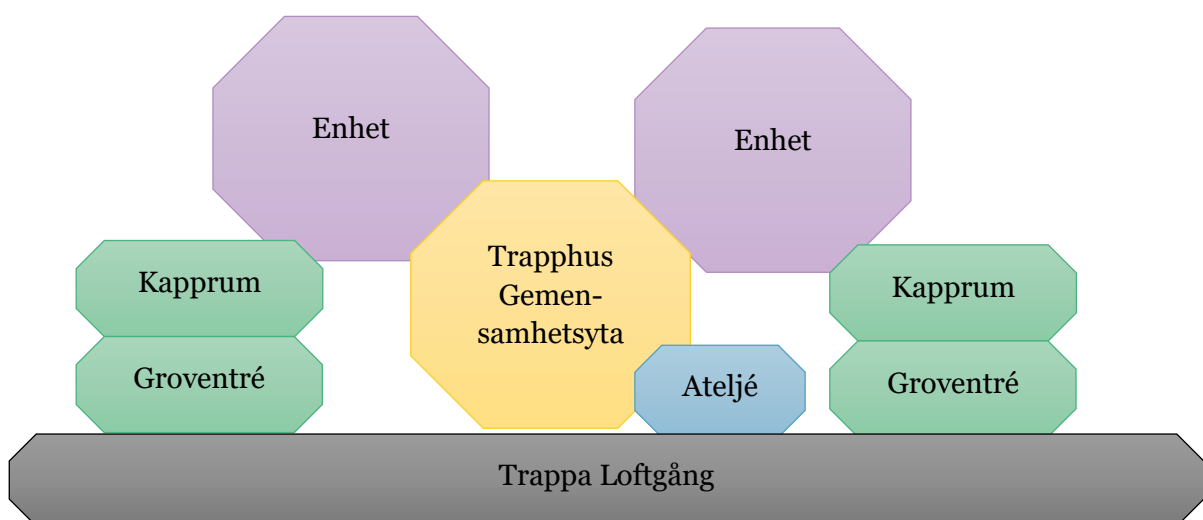 Enhet
Enhet
Trapphus
Gemen-
samhetsyta
Kapprum
Kapprum
Groventré
Ateljé
Groventré
Trappa Loftgång